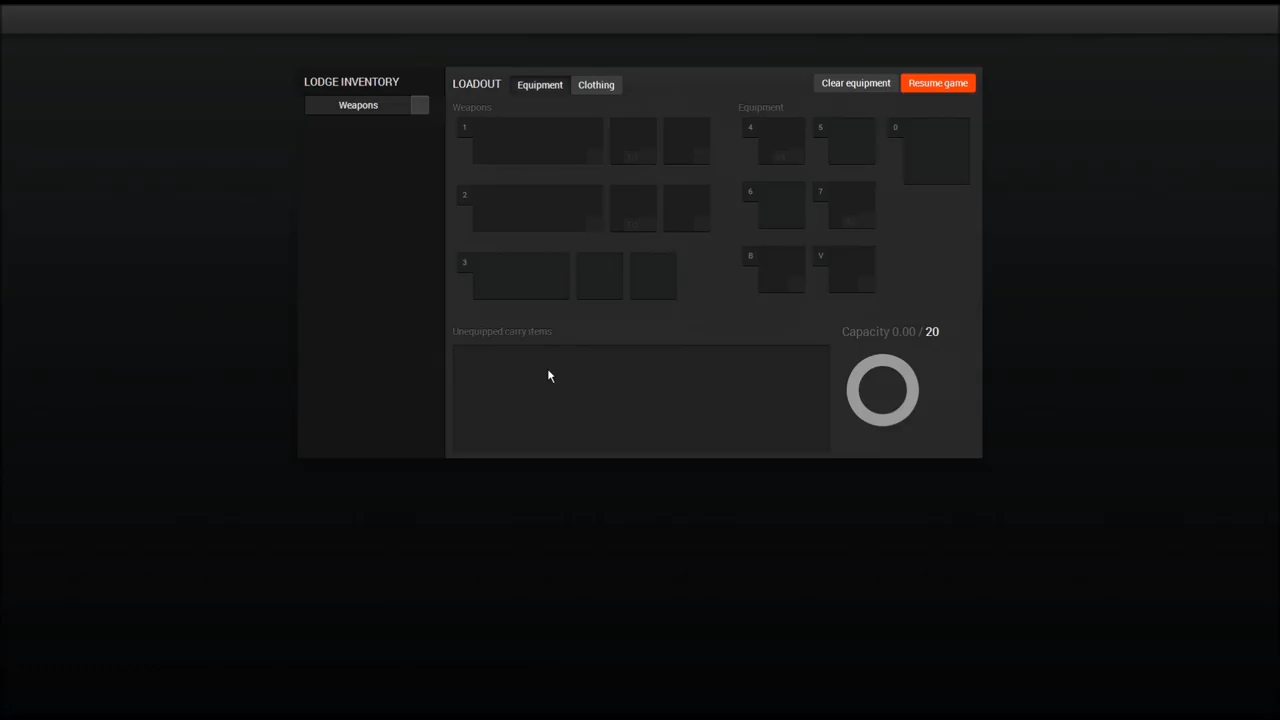 LODGE INVENTORY
Weapons
LOADOUT
Equipment
Clothing
Clear equipment
Resume game
Weapons
Equipment
1
4
5
0
2
6
7
3
B
V
Unequipped carry items
Capacity 0.00 / 20